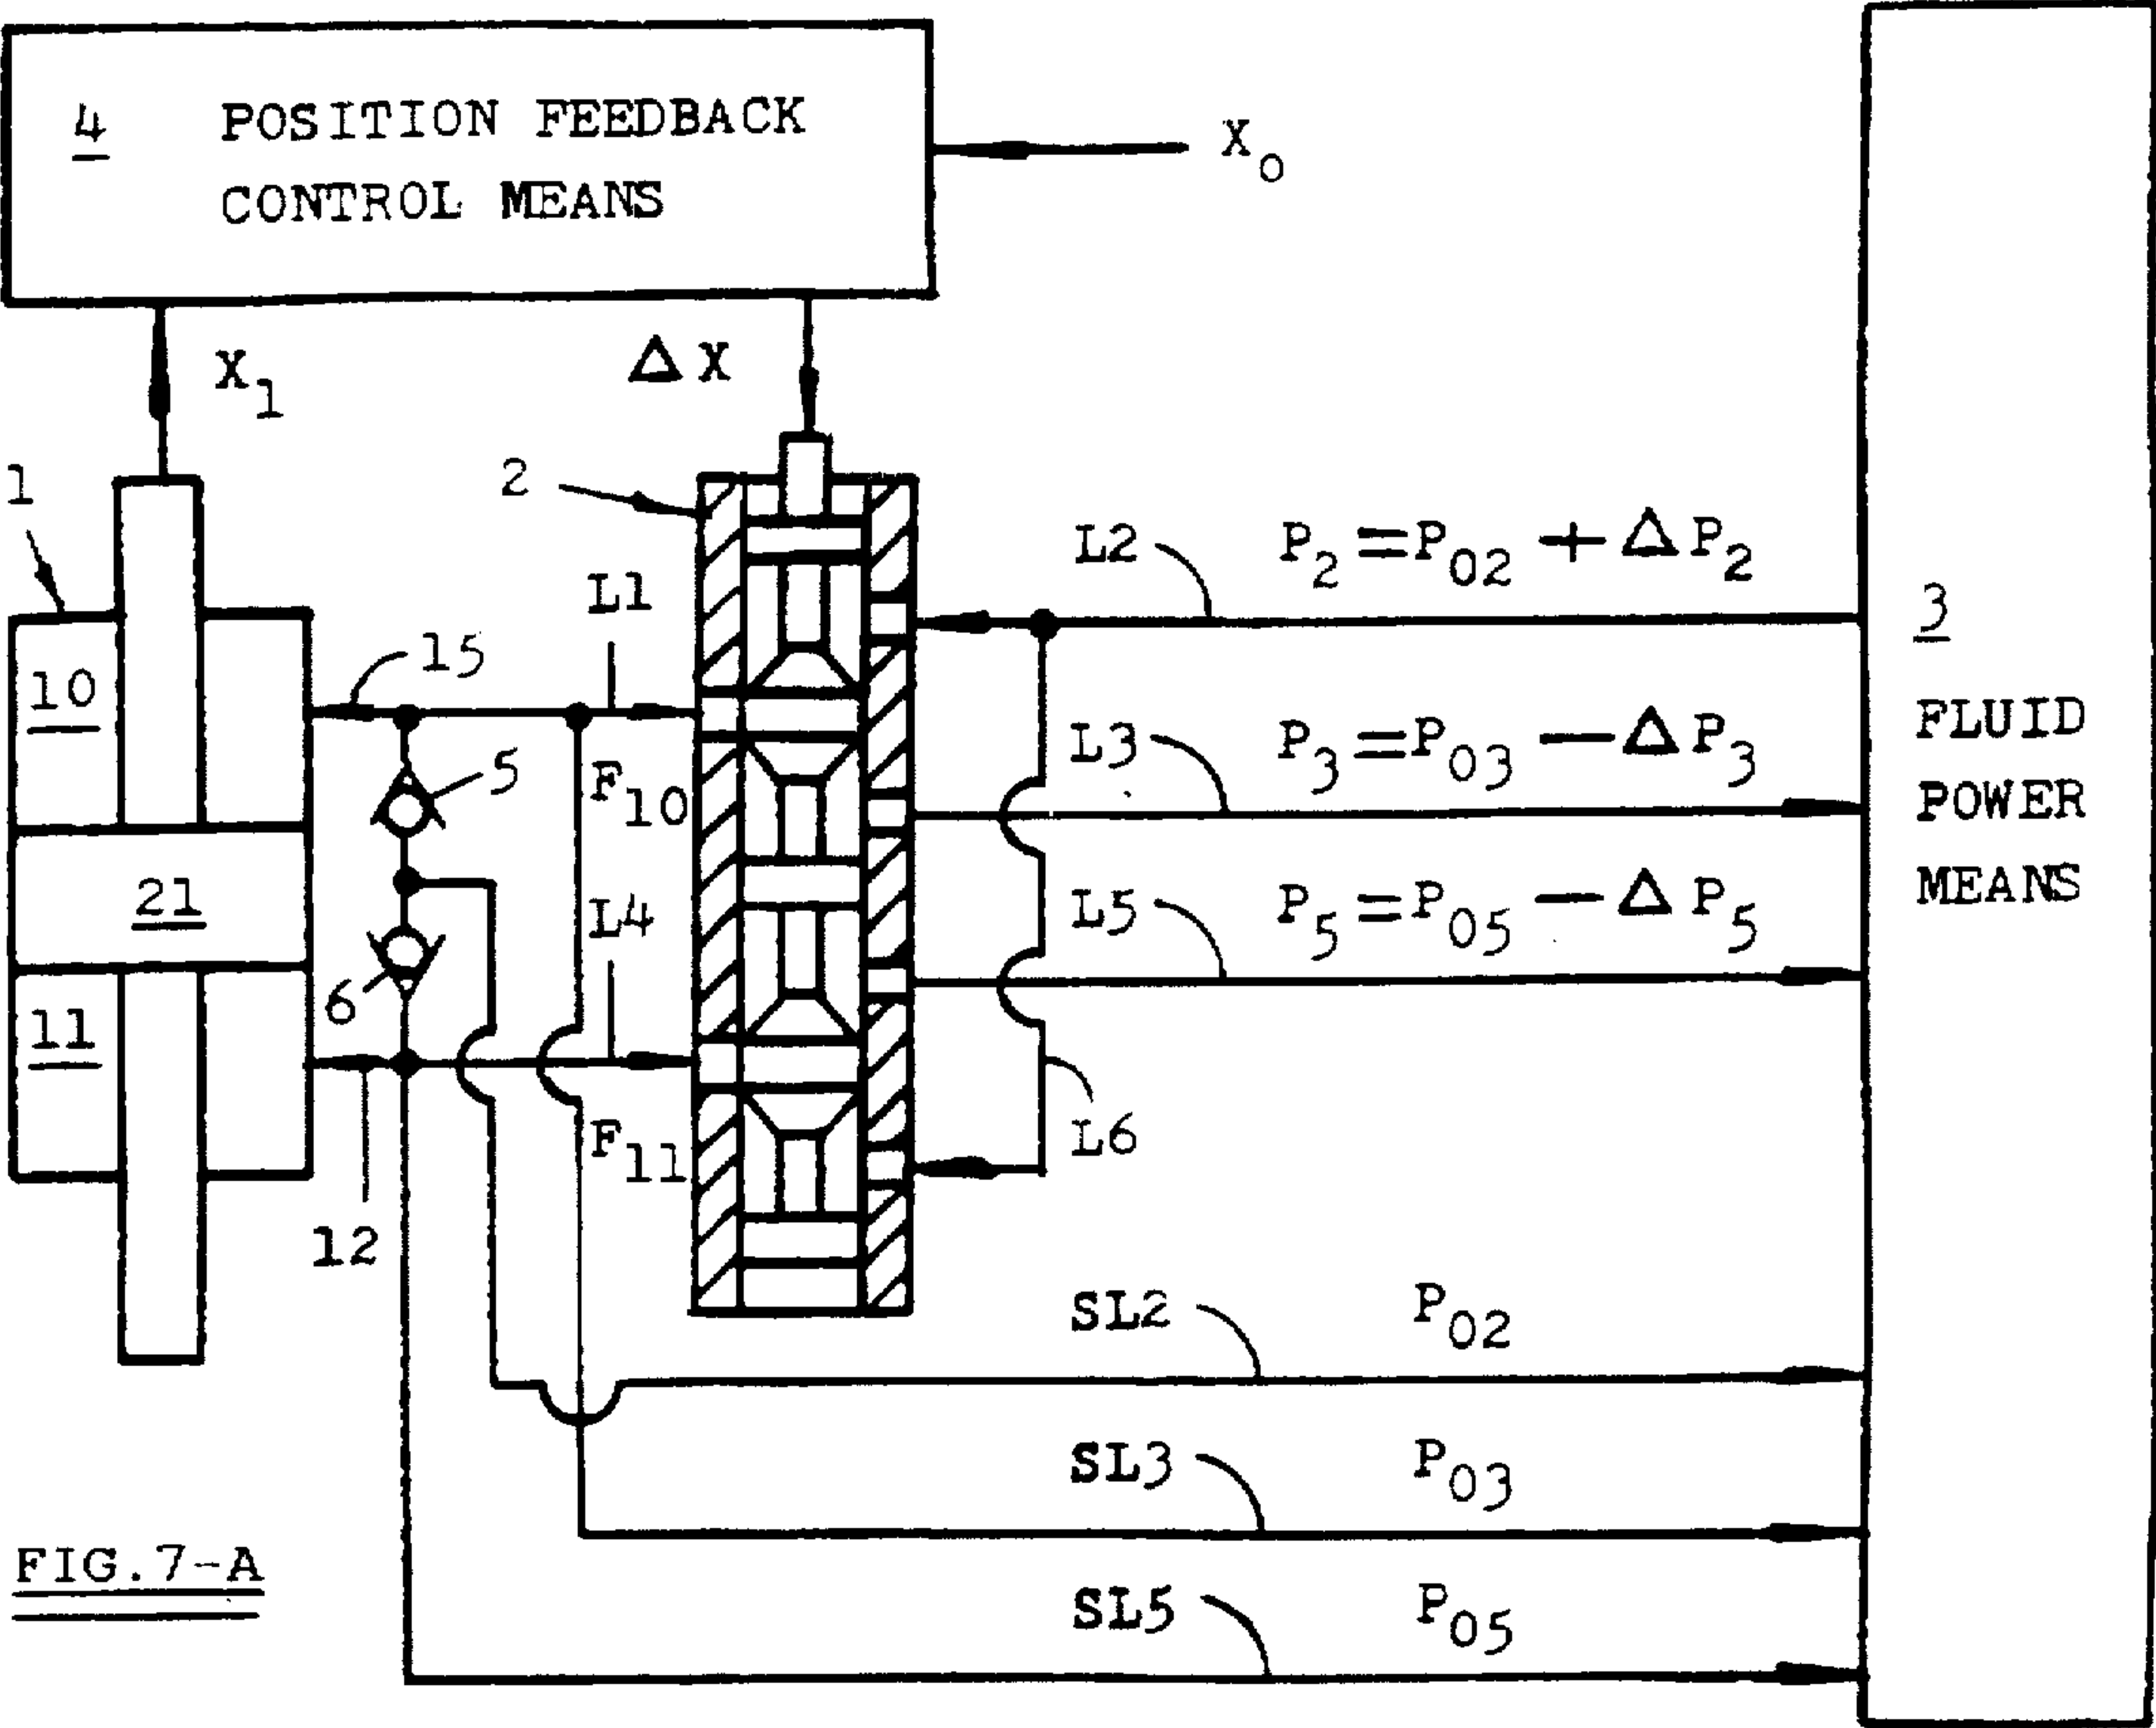 4 POSITION FEEDBACK
CONTROL MEANS
X₀
X₁
ΔX
1
2
L2
P₂=P₀₂+ΔP₂
3
L1
15
10
L3
P₃=P₀₃−ΔP₃
FLUID
POWER
MEANS
5
F₁₀
21
L4
L5
P₅=P₀₅−ΔP₅
6
11
F₁₁
L6
12
SL2
P₀₂
SL3
P₀₃
SL5
P₀₅
FIG.7-A